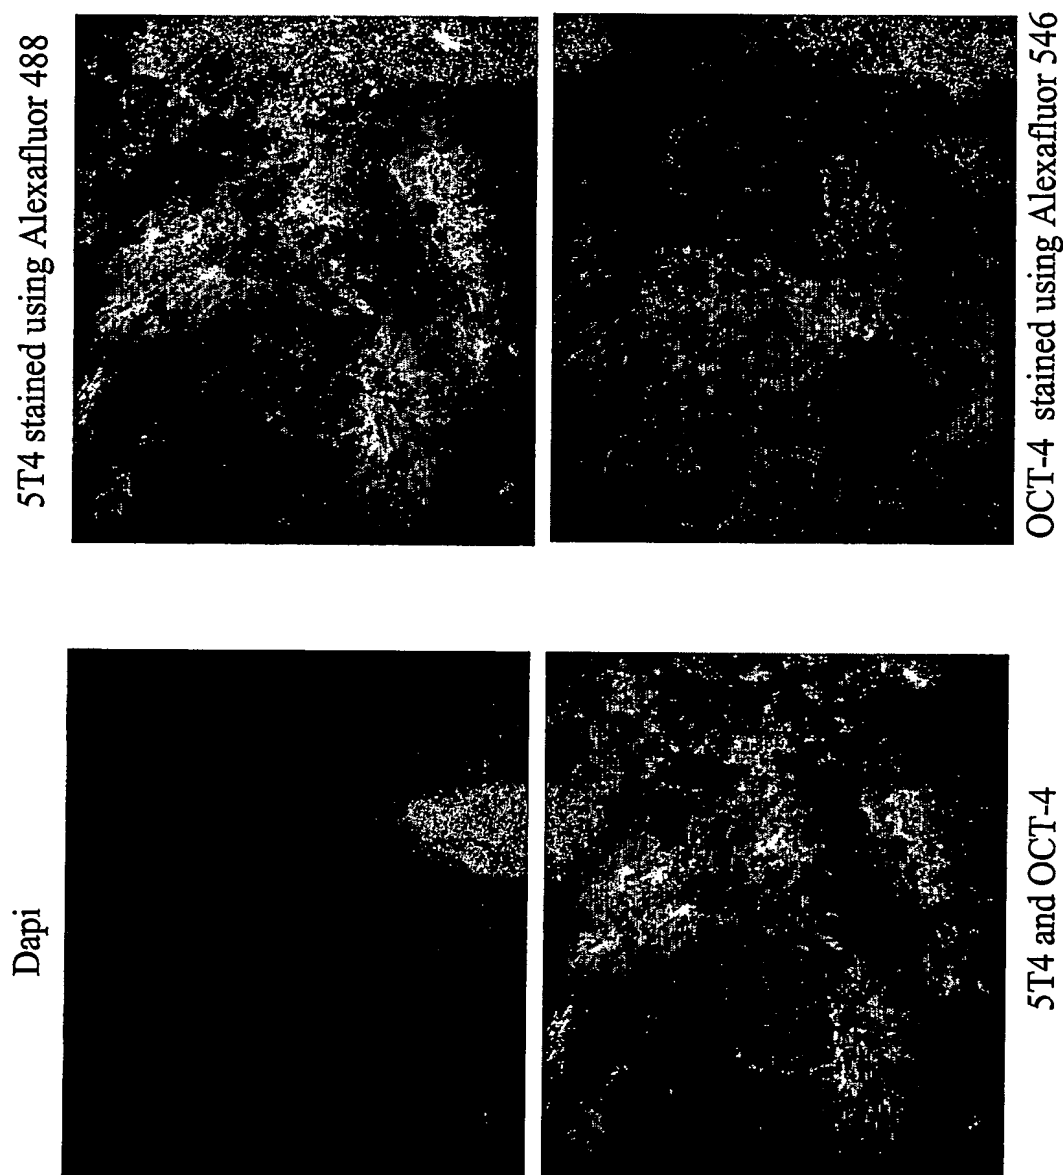 Dapi
5T4 stained using Alexafluor 488
5T4 and OCT-4
OCT-4 stained using Alexafluor 546